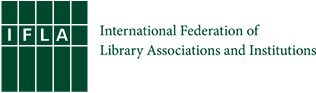 IFLA
International Federation of
Library Associations and Institutions